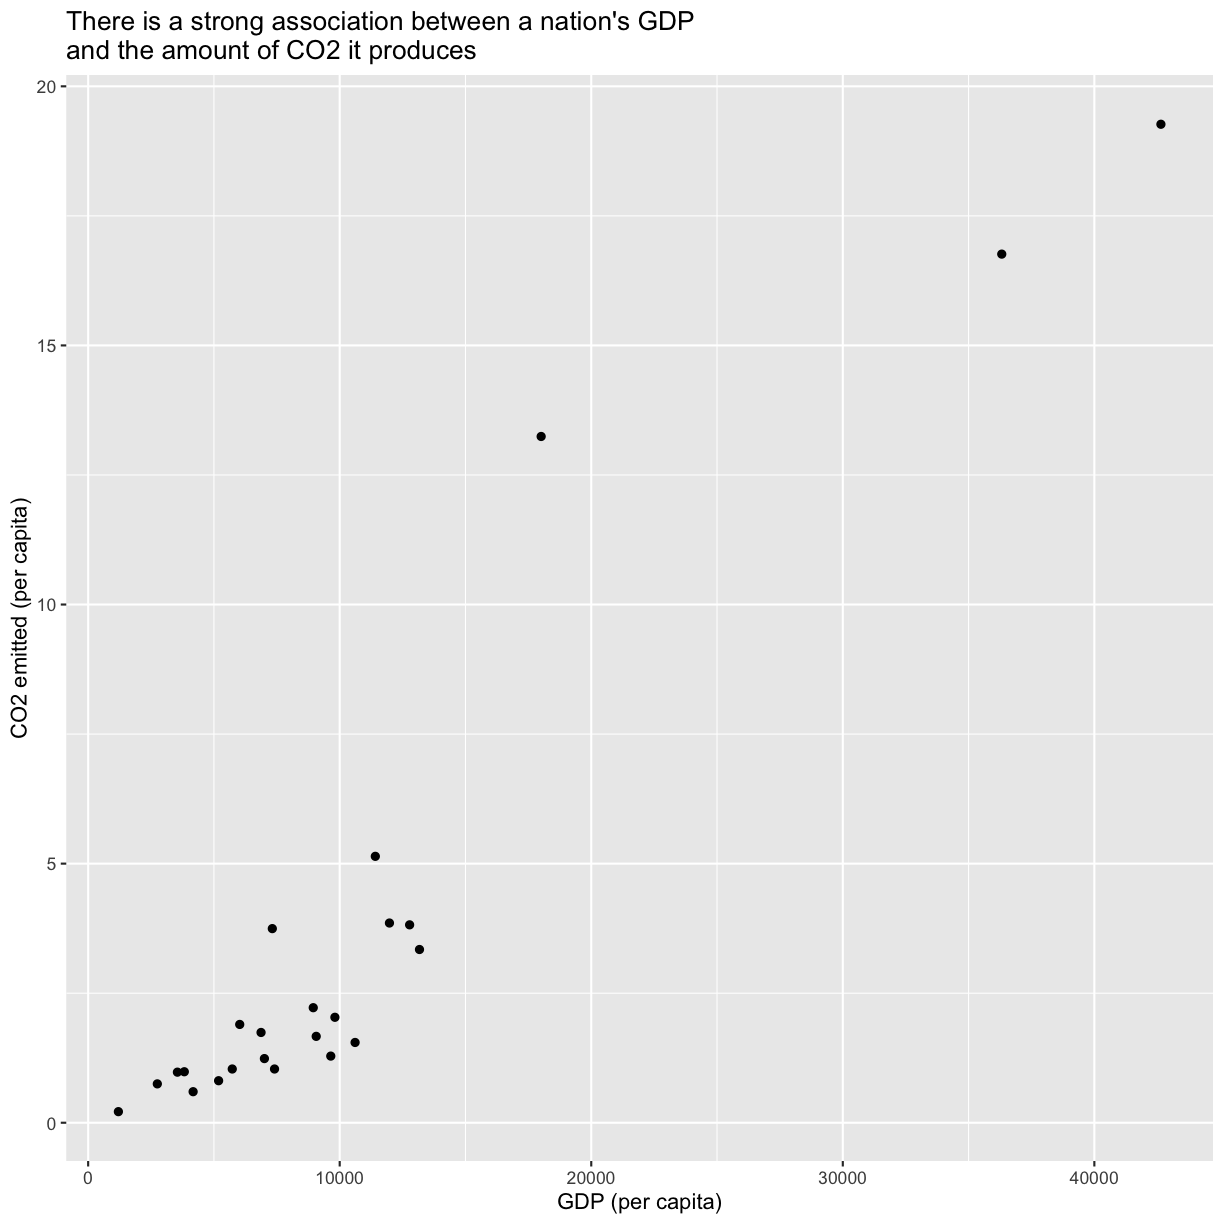 There is a strong association between a nation's GDP
and the amount of CO2 it produces
20
15
10
5
0
CO2 emitted (per capita)
0 10000 20000 30000 40000
GDP (per capita)